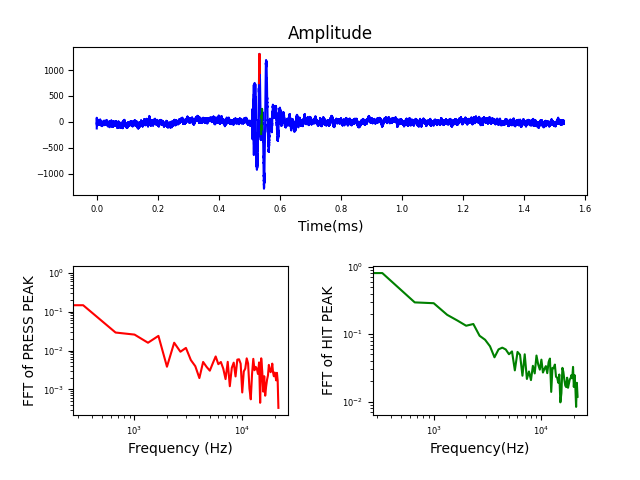 Amplitude
1000
500
0
−500
−1000
0.0 0.2 0.4 0.6 0.8 1.0 1.2 1.4 1.6
Time(ms)
FFT of PRESS PEAK
10⁰
10⁻¹
10⁻²
10⁻³
10³ 10⁴
Frequency (Hz)
FFT of HIT PEAK
10⁰
10⁻¹
10⁻²
10³ 10⁴
Frequency(Hz)